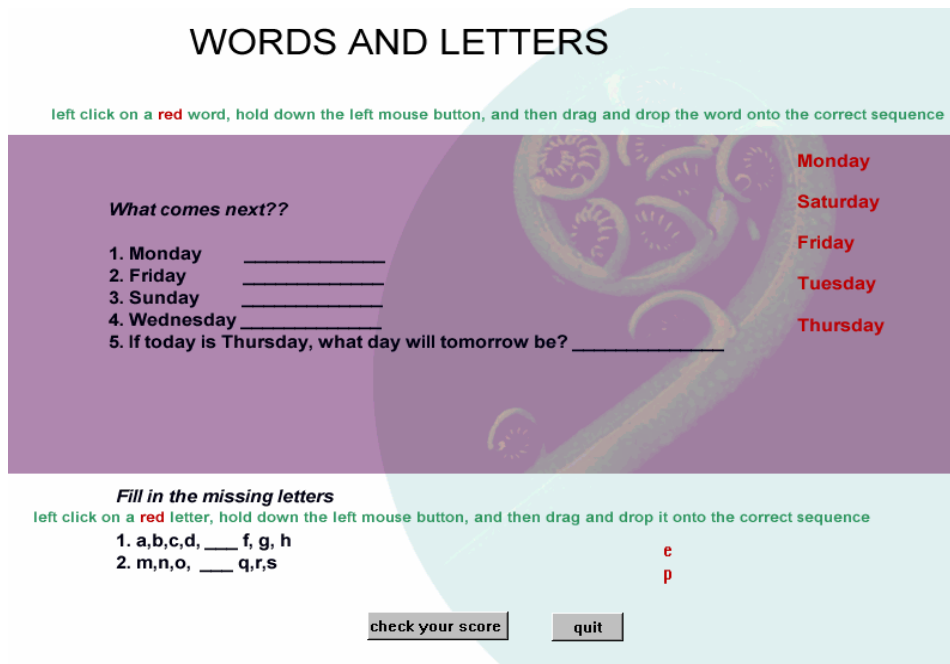 WORDS AND LETTERS
left click on a red word, hold down the left mouse button, and then drag and drop the word onto the correct sequence
What comes next??
1. Monday _____________
2. Friday _____________
3. Sunday _____________
4. Wednesday _____________
5. If today is Thursday, what day will tomorrow be? ______________
Monday
Saturday
Friday
Tuesday
Thursday
Fill in the missing letters
left click on a red letter, hold down the left mouse button, and then drag and drop it onto the correct sequence
1. a,b,c,d, ___ f, g, h
2. m,n,o, ___ q,r,s
e
p
check your score
quit